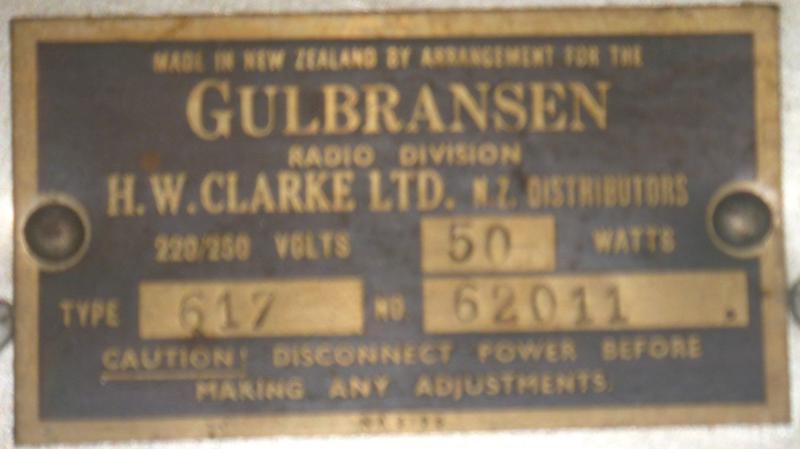 MADE IN NEW ZEALAND BY ARRANGEMENT FOR THE
GULBRANSEN
RADIO DIVISION
H.W. CLARKE LTD. N.Z. DISTRIBUTORS
220/250 VOLTS 50 WATTS
TYPE 617 NO. 62011 .
CAUTION! DISCONNECT POWER BEFORE
MAKING ANY ADJUSTMENTS.